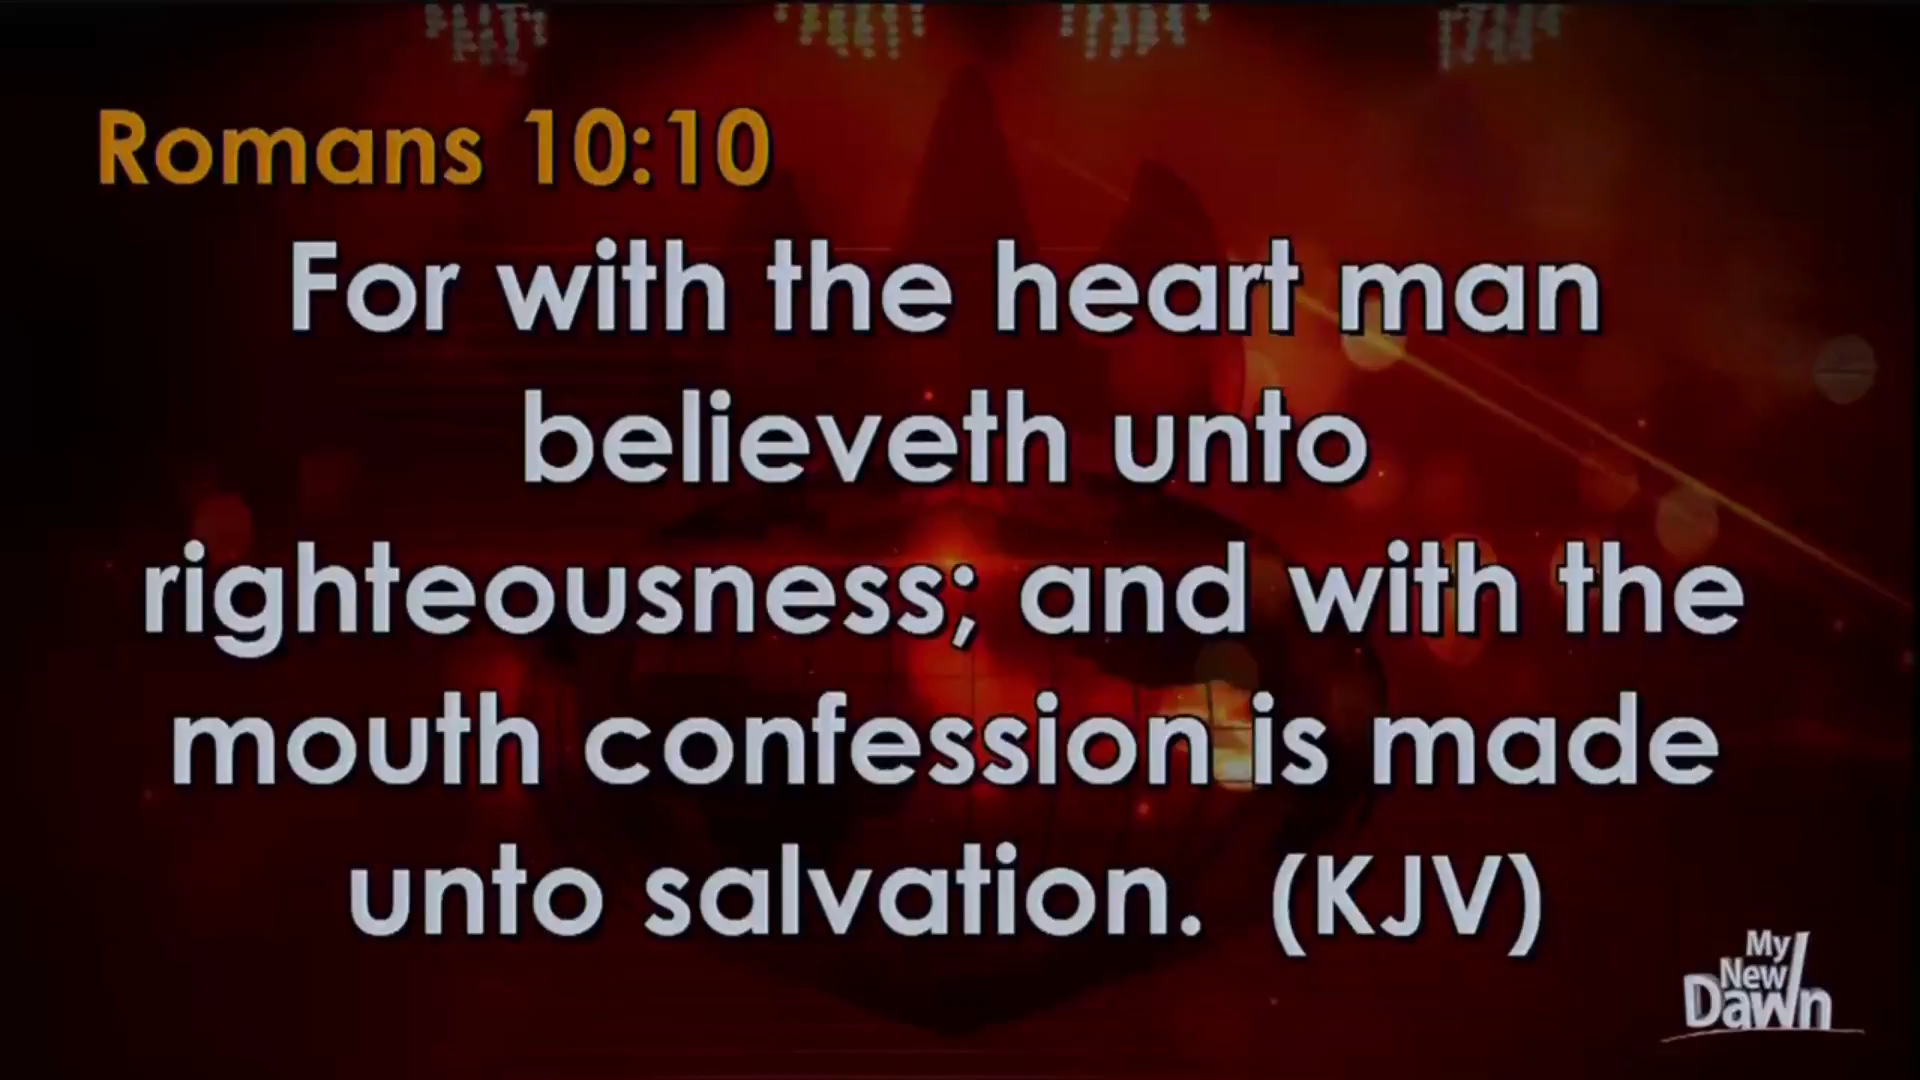 Romans 10:10
For with the heart man
believeth unto
righteousness; and with the
mouth confession is made
unto salvation.  (KJV)
My
New
Dawn